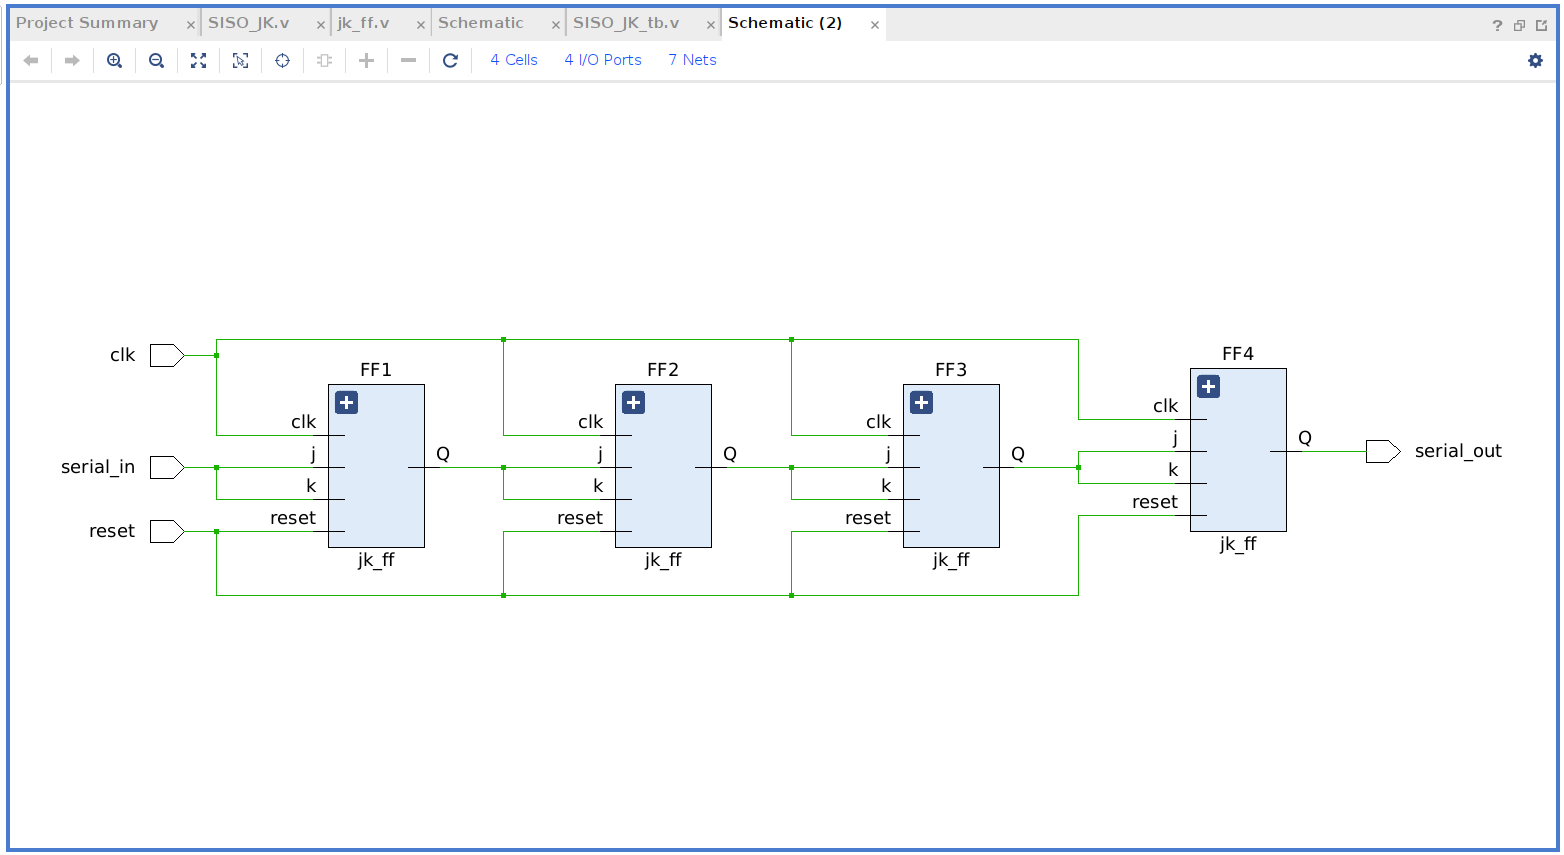 Project Summary × SISO_JK.v × jk_ff.v × Schematic × SISO_JK_tb.v × Schematic (2) × ?
4 Cells 4 I/O Ports 7 Nets
FF4
clk FF1 FF2 FF3
clk
clk clk clk
j Q
serial_in j Q j Q j Q serial_out
k
k k k
reset
reset reset reset reset
jk_ff
jk_ff jk_ff jk_ff